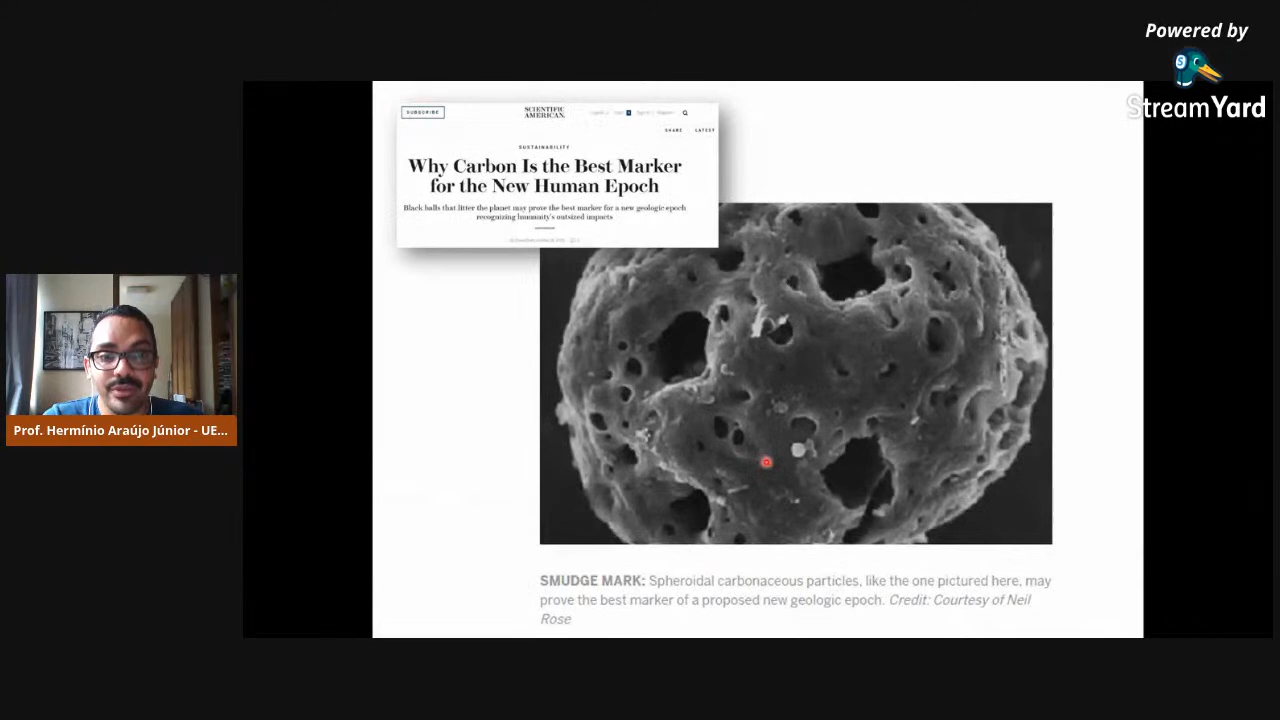 Powered by
StreamYard
SUBSCRIBE
SCIENTIFIC
AMERICAN.
SHARE LATEST
SUSTAINABILITY
Why Carbon Is the Best Marker
for the New Human Epoch
Black balls that litter the planet may prove the best marker for a new geologic epoch
recognizing humanity's outsized impacts
Prof. Hermínio Araújo Júnior - UE...
SMUDGE MARK: Spheroidal carbonaceous particles, like the one pictured here, may
prove the best marker of a proposed new geologic epoch. Credit: Courtesy of Neil
Rose